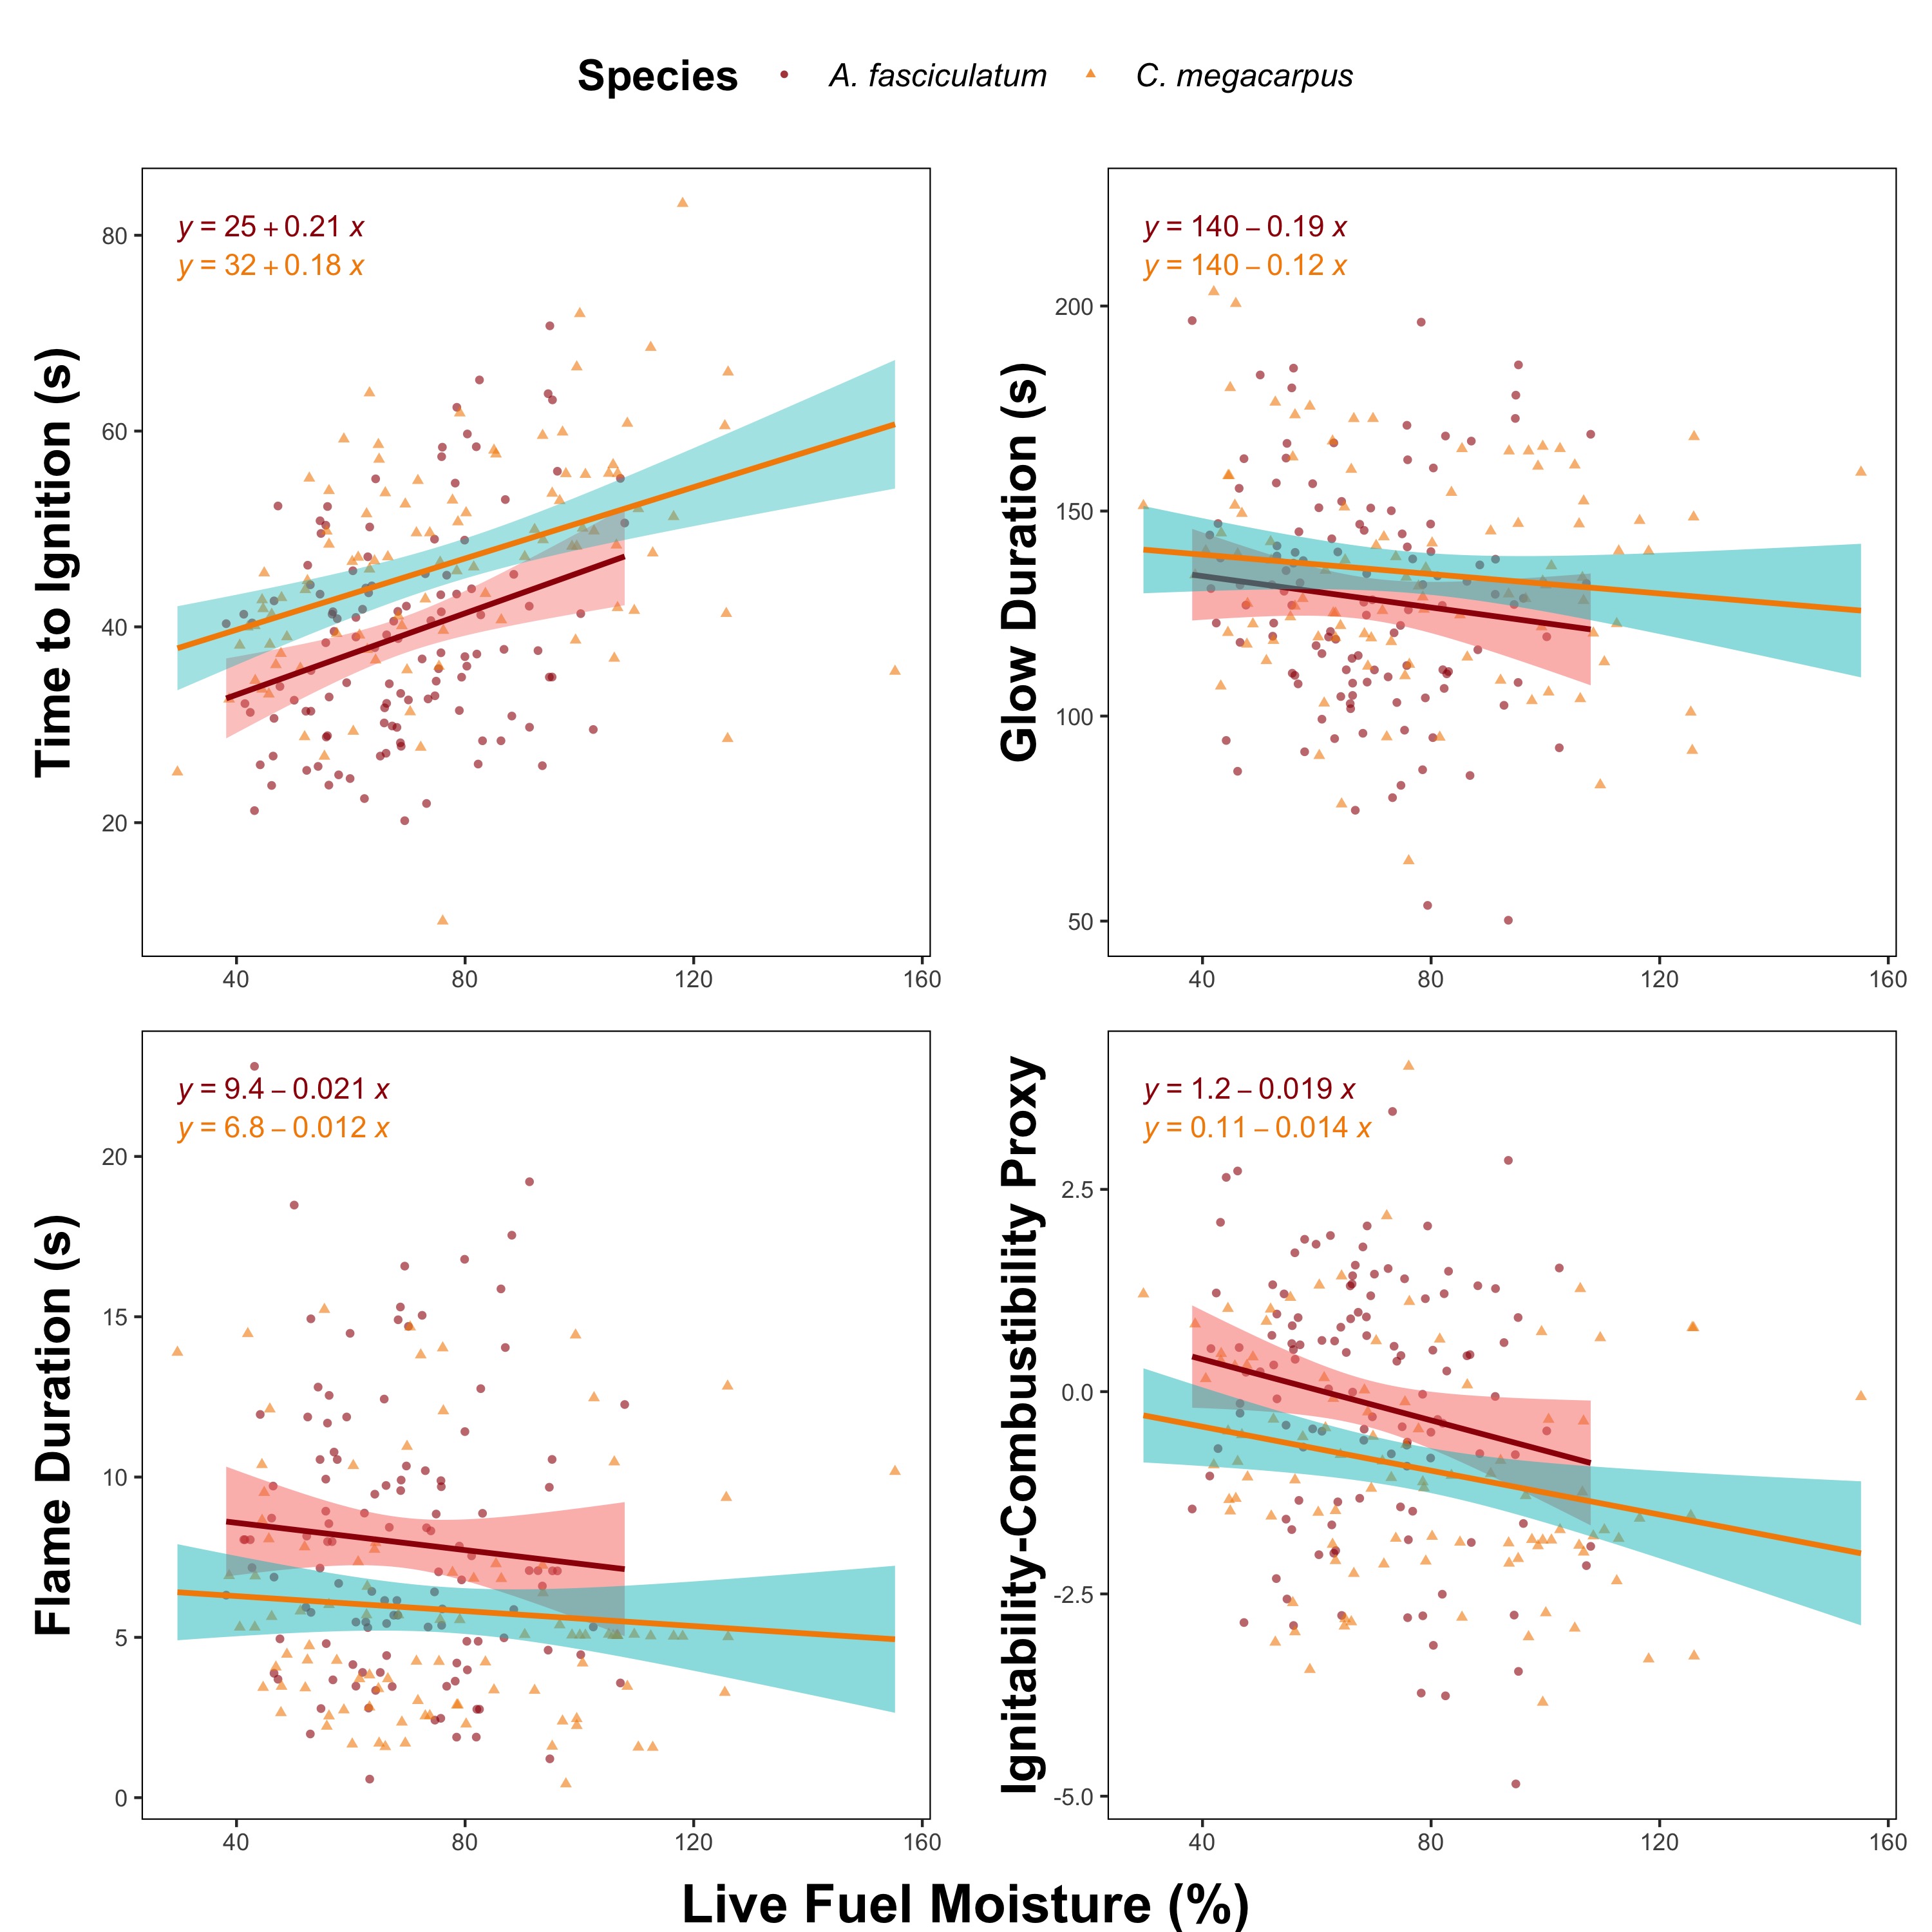 Species A. fasciculatum C. megacarpus
y = 25 + 0.21 x
y = 32 + 0.18 x
80
60
40
20
40 80 120 160
Time to Ignition (s)
y = 140 – 0.19 x
y = 140 – 0.12 x
200
150
100
50
40 80 120 160
Glow Duration (s)
y = 9.4 – 0.021 x
y = 6.8 – 0.012 x
20
15
10
5
0
40 80 120 160
Flame Duration (s)
y = 1.2 – 0.019 x
y = 0.11 – 0.014 x
2.5
0.0
-2.5
-5.0
40 80 120 160
Ignitability-Combustibility Proxy
Live Fuel Moisture (%)